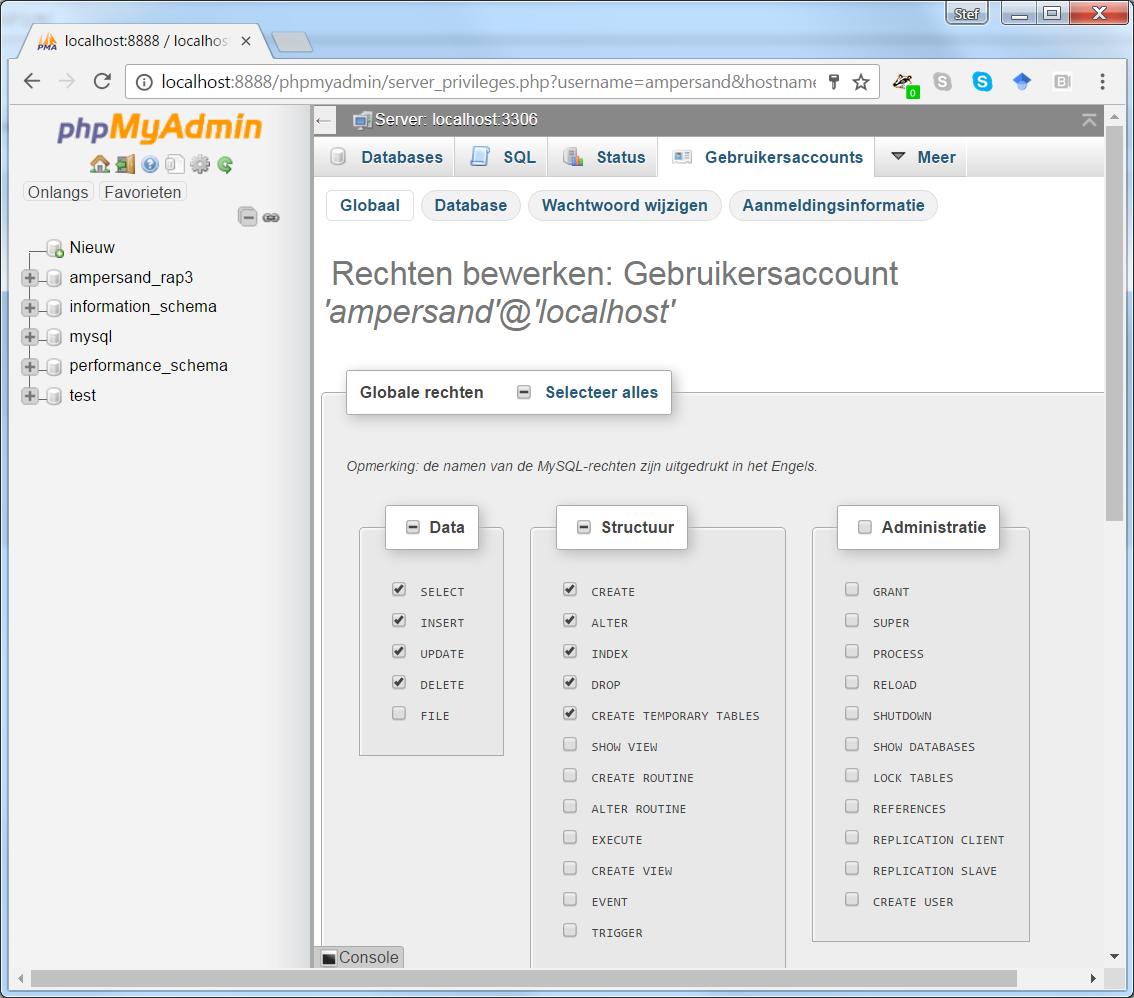 Stef
localhost:8888 / localhos
localhost:8888/phpmyadmin/server_privileges.php?username=ampersand&hostname
0
phpMyAdmin
Onlangs Favorieten
Nieuw
ampersand_rap3
information_schema
mysql
performance_schema
test
Server: localhost:3306
Databases SQL Status Gebruikersaccounts Meer
Globaal Database Wachtwoord wijzigen Aanmeldingsinformatie
Rechten bewerken: Gebruikersaccount
'ampersand'@'localhost'
Globale rechten Selecteer alles
Opmerking: de namen van de MySQL-rechten zijn uitgedrukt in het Engels.
Data
SELECT
INSERT
UPDATE
DELETE
FILE
Structuur
CREATE
ALTER
INDEX
DROP
CREATE TEMPORARY TABLES
SHOW VIEW
CREATE ROUTINE
ALTER ROUTINE
EXECUTE
CREATE VIEW
EVENT
TRIGGER
Administratie
GRANT
SUPER
PROCESS
RELOAD
SHUTDOWN
SHOW DATABASES
LOCK TABLES
REFERENCES
REPLICATION CLIENT
REPLICATION SLAVE
CREATE USER
Console